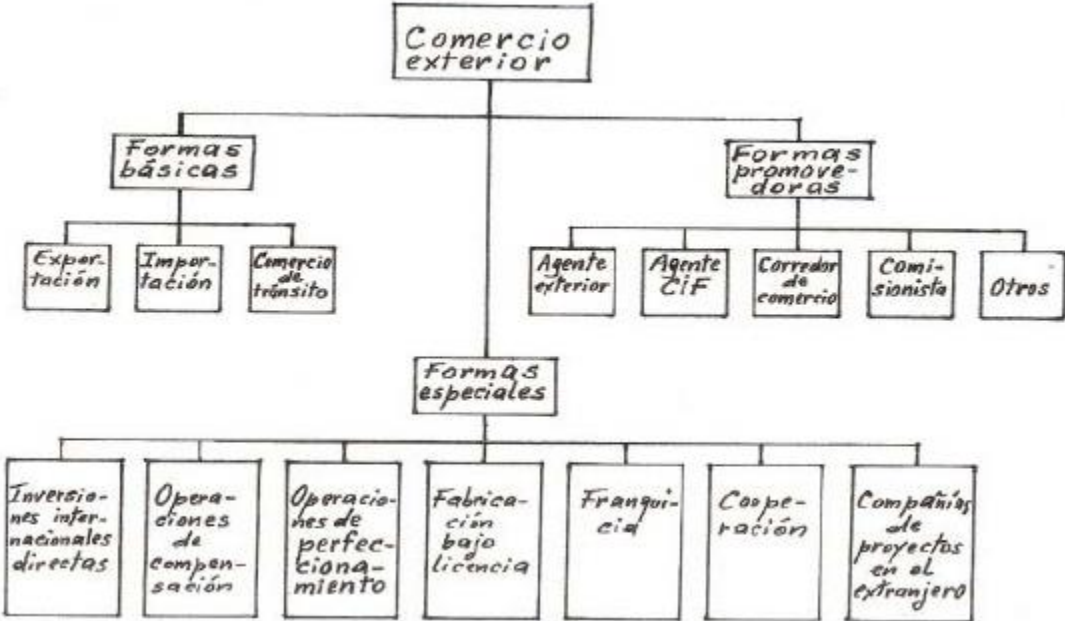 Comercio
exterior
Formas
básicas
Formas
promove-
doras
Expor-
tación
Impor-
tación
Comercio
de
tránsito
Agente
exterior
Agente
CIF
Corredor
de
comercio
Comi-
sionista
Otros
Formas
especiales
Inversio-
nes inter-
nacionales
directas
Opera-
ciones
de
compen-
sación
Operacio-
nes de
perfec-
ciona-
miento
Fabrica-
ción
bajo
licencia
Franqui-
cia
Coope-
ración
Compañías
de
proyectos
en el
extranjero